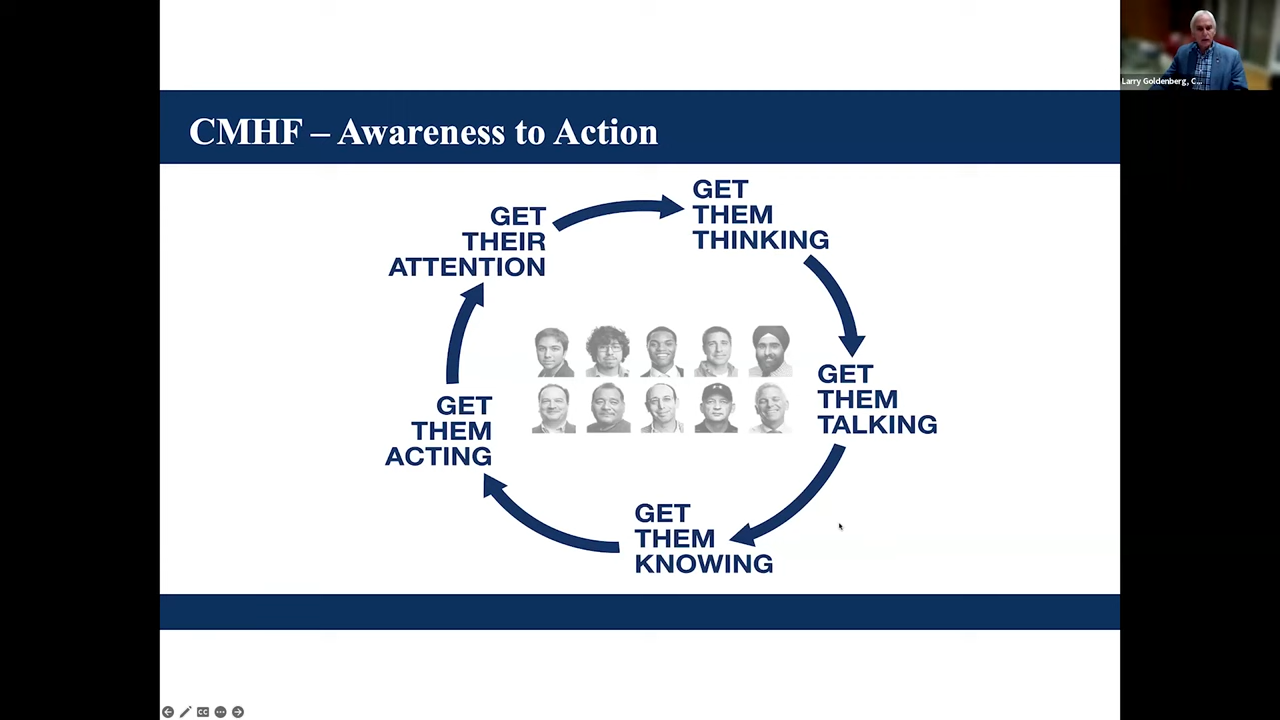 Larry Goldenberg, C...
CMHF – Awareness to Action
GET
THEIR
ATTENTION
GET
THEM
THINKING
GET
THEM
TALKING
GET
THEM
KNOWING
GET
THEM
ACTING
CC